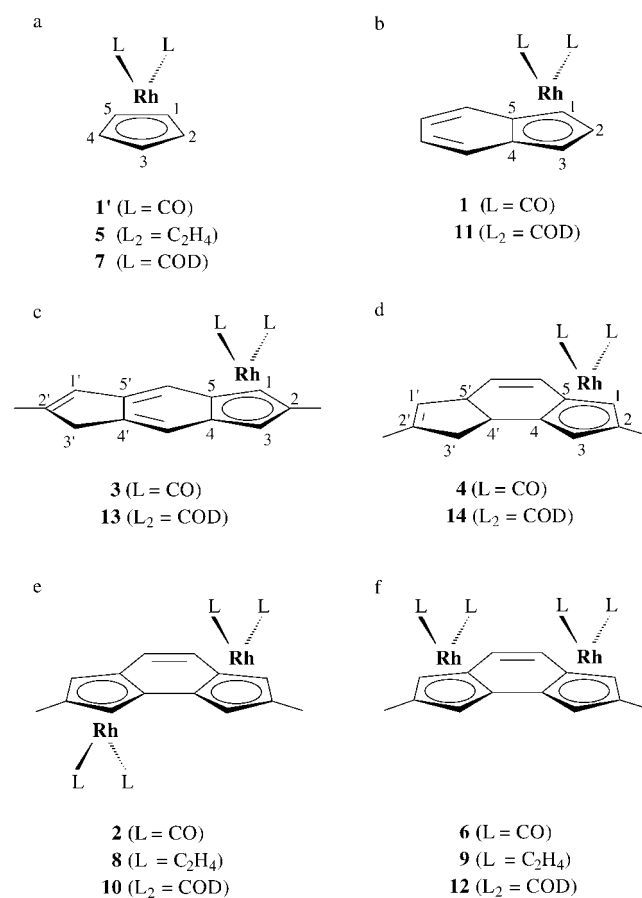 a
b
L L
L L
Rh
Rh
5 1
4 2
3
5 1
2
4 3
1' (L = CO)
5 (L2 = C2H4)
7 (L = COD)
1 (L = CO)
11 (L2 = COD)
c
d
L L
L L
Rh
Rh
1' 5' 5 1
2' 2
3' 4' 4 3
1' 5' 5 1
2' 2
3' 4' 4 3
3 (L = CO)
13 (L2 = COD)
4 (L = CO)
14 (L2 = COD)
e
f
L L
L L L L
Rh
Rh Rh
Rh
L L
2 (L = CO)
8 (L = C2H4)
10 (L2 = COD)
6 (L = CO)
9 (L = C2H4)
12 (L2 = COD)